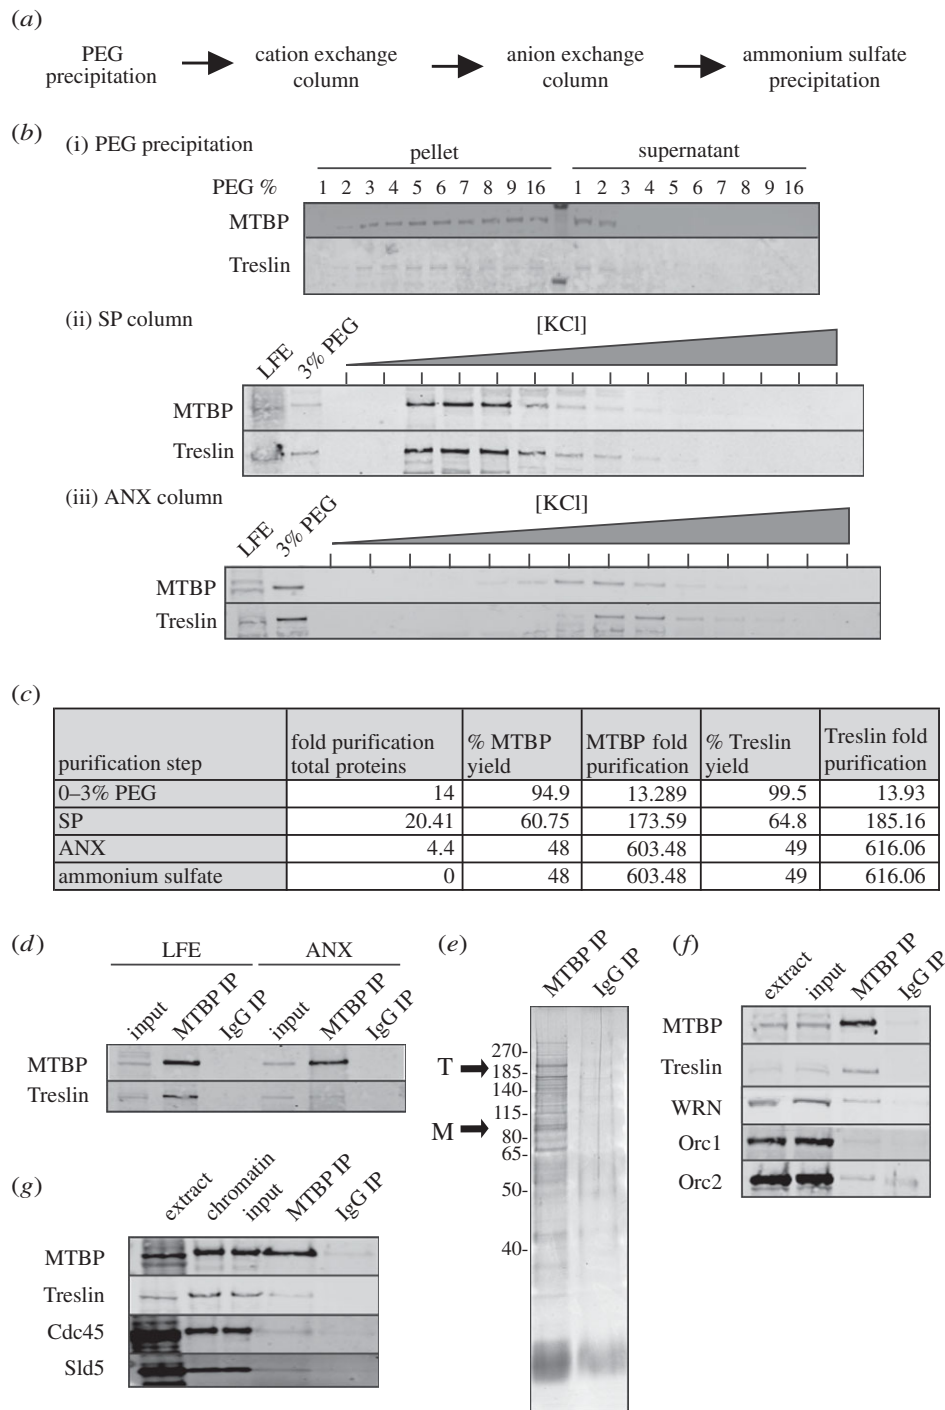 (a)
PEG precipitation
cation exchange column
anion exchange column
ammonium sulfate precipitation
(b)
(i) PEG precipitation
pellet
supernatant
PEG %
1 2 3 4 5 6 7 8 9 16
1 2 3 4 5 6 7 8 9 16
MTBP
Treslin
(ii) SP column
LFE
3% PEG
[KCl]
MTBP
Treslin
(iii) ANX column
LFE
3% PEG
[KCl]
MTBP
Treslin
(c)
purification step
fold purification total proteins
% MTBP yield
MTBP fold purification
% Treslin yield
Treslin fold purification
0–3% PEG 14 94.9 13.289 99.5 13.93
SP 20.41 60.75 173.59 64.8 185.16
ANX 4.4 48 603.48 49 616.06
ammonium sulfate 0 48 603.48 49 616.06
(d)
LFE
ANX
input
MTBP IP
IgG IP
input
MTBP IP
IgG IP
MTBP
Treslin
(e)
MTBP IP
IgG IP
T
M
270-
185-
140-
115-
80-
65-
50-
40-
(f)
extract
input
MTBP IP
IgG IP
MTBP
Treslin
WRN
Orc1
Orc2
(g)
extract
chromatin
input
MTBP IP
IgG IP
MTBP
Treslin
Cdc45
Sld5